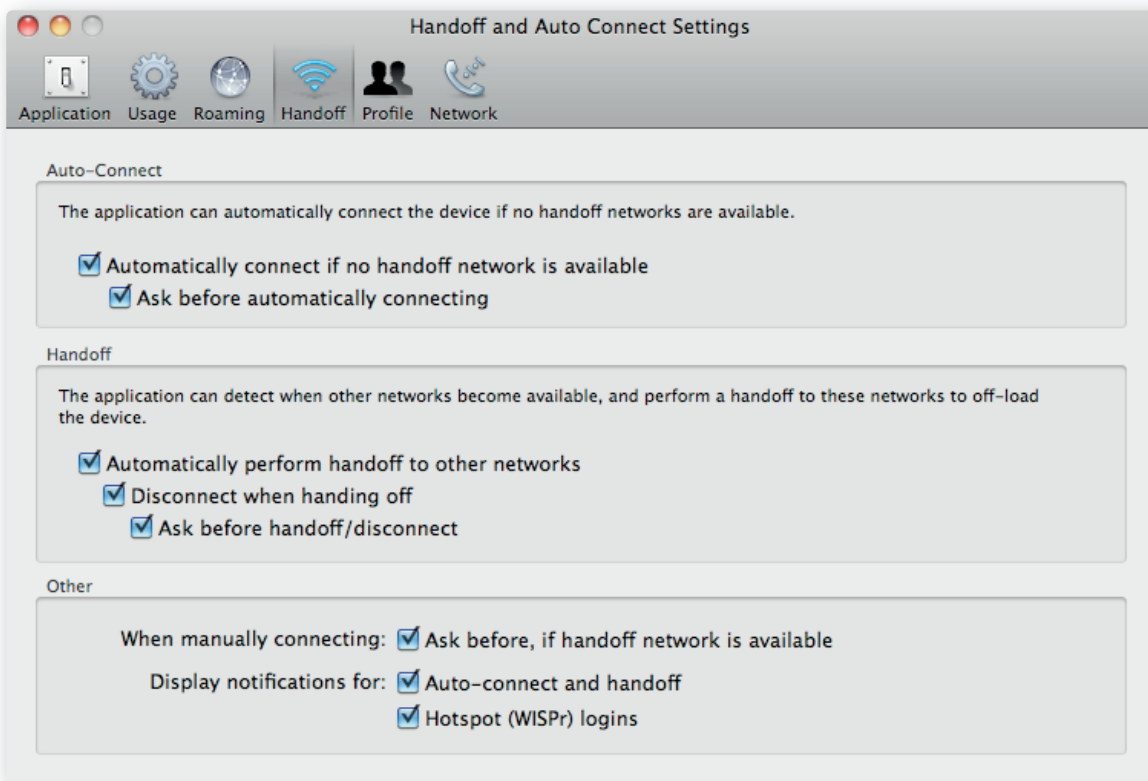 Handoff and Auto Connect Settings
Application Usage Roaming Handoff Profile Network
Auto-Connect
The application can automatically connect the device if no handoff networks are available.
Automatically connect if no handoff network is available
Ask before automatically connecting
Handoff
The application can detect when other networks become available, and perform a handoff to these networks to off-load
the device.
Automatically perform handoff to other networks
Disconnect when handing off
Ask before handoff/disconnect
Other
When manually connecting: Ask before, if handoff network is available
Display notifications for: Auto-connect and handoff
Hotspot (WISPr) logins